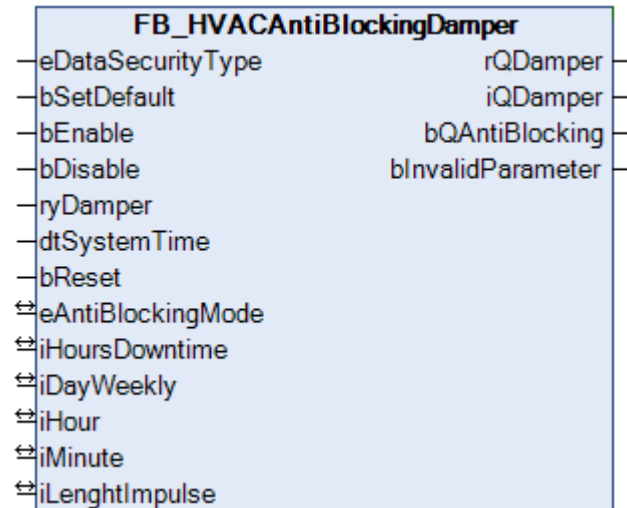 FB_HVACAntiBlockingDamper
eDataSecurityType rQDamper
bSetDefault iQDamper
bEnable bQAntiBlocking
bDisable bInvalidParameter
ryDamper
dtSystemTime
bReset
eAntiBlockingMode
iHoursDowntime
iDayWeekly
iHour
iMinute
iLenghtImpulse